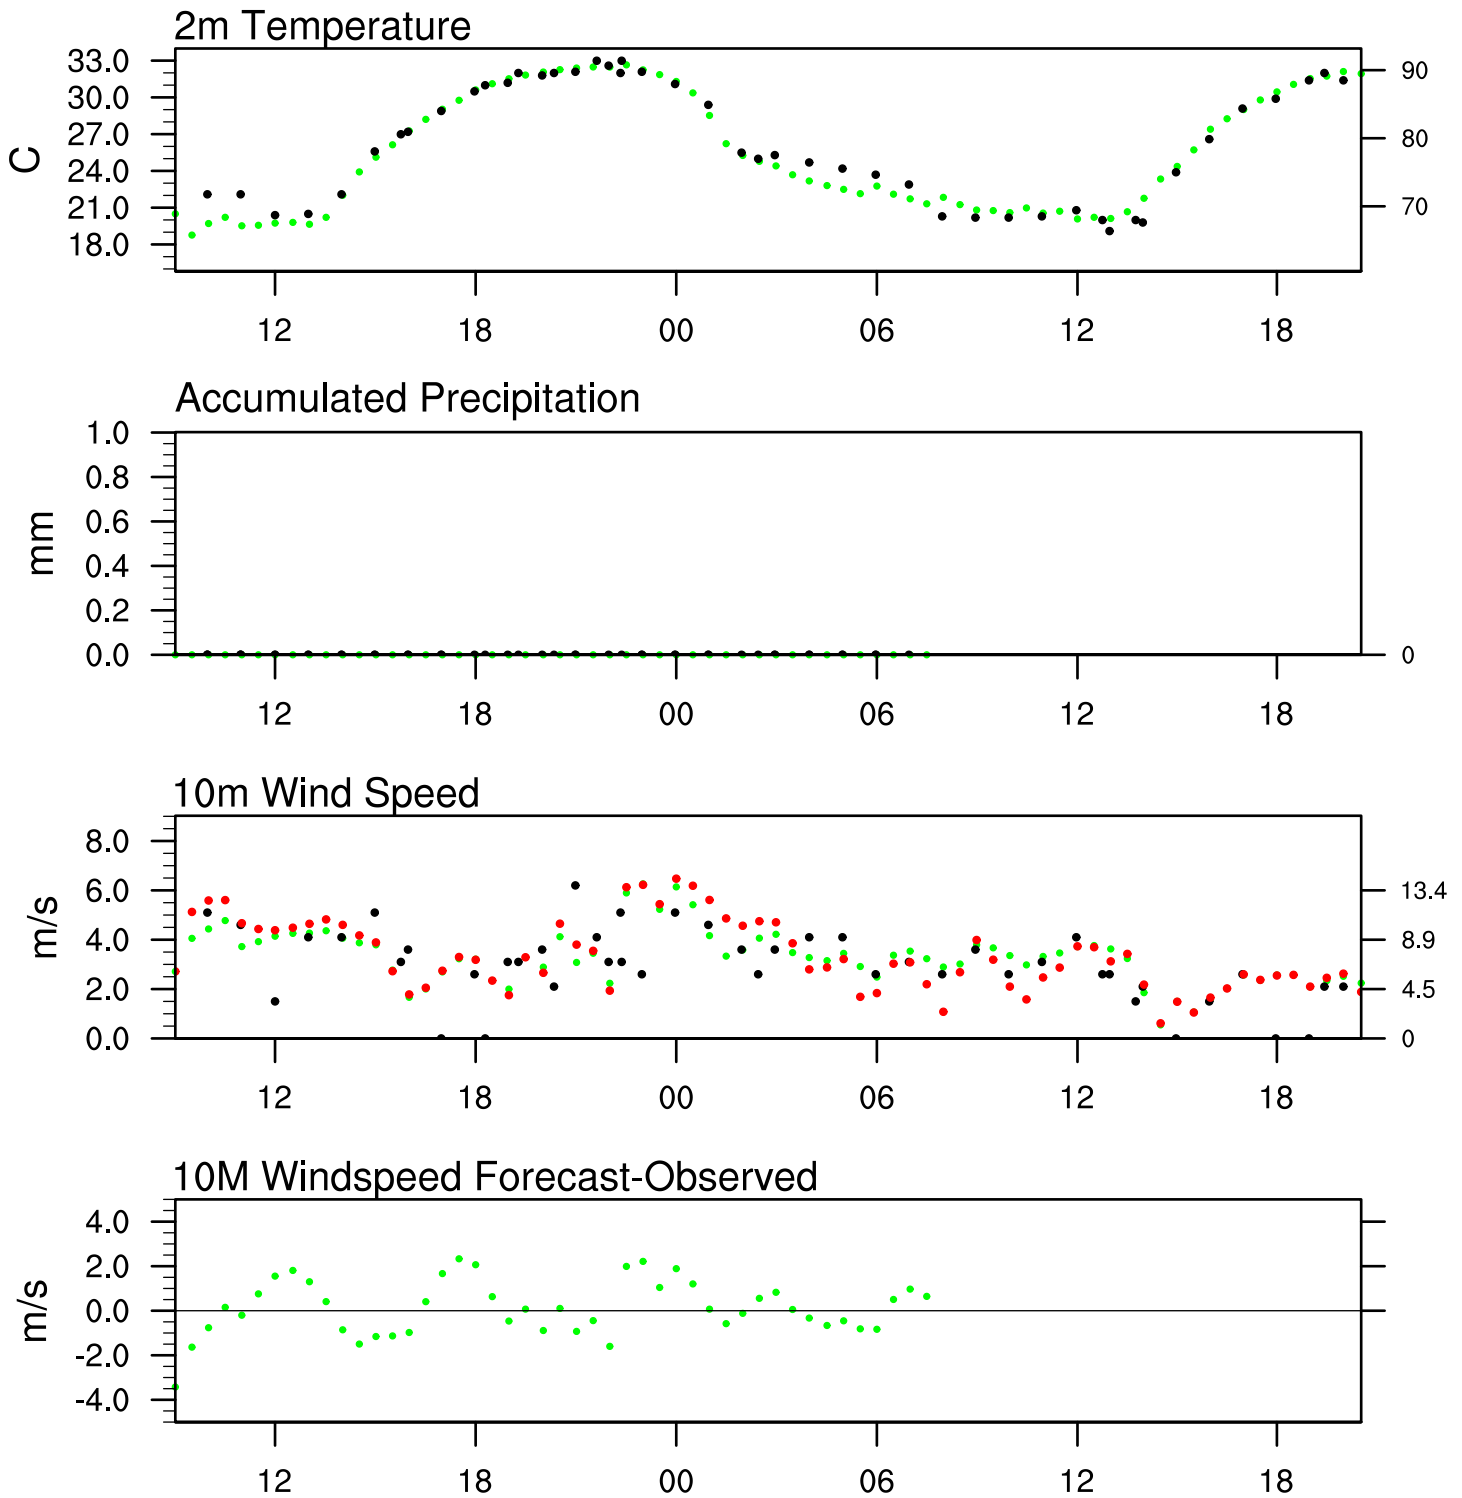 2m Temperature
33.0
30.0
27.0
24.0
21.0
18.0
C
90
80
70
12 18 00 06 12 18
Accumulated Precipitation
1.0
0.8
0.6
0.4
0.2
0.0
mm
0
12 18 00 06 12 18
10m Wind Speed
8.0
6.0
4.0
2.0
0.0
m/s
13.4
8.9
4.5
0
12 18 00 06 12 18
10M Windspeed Forecast-Observed
4.0
2.0
0.0
-2.0
-4.0
m/s
12 18 00 06 12 18